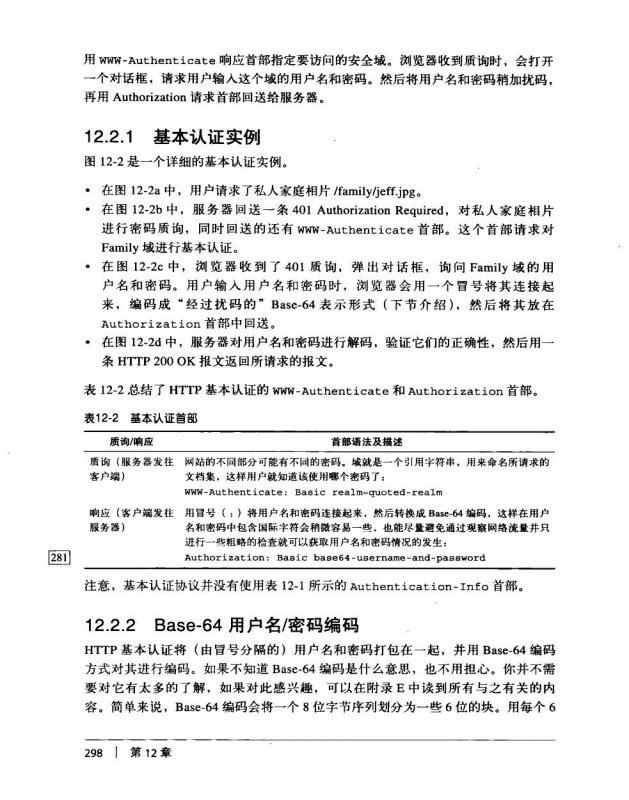 用 WWW-Authenticate 响应首部指定要访问的安全域。浏览器收到质询时，会打开
一个对话框，请求用户输入这个域的用户名和密码。然后将用户名和密码稍加扰码，
再用 Authorization 请求首部回送给服务器。
12.2.1 基本认证实例
图 12-2 是一个详细的基本认证实例。
• 在图 12-2a 中，用户请求了私人家庭相片 /family/jeff.jpg。
• 在图 12-2b 中，服务器回送一条 401 Authorization Required，对私人家庭相片
进行密码质询，同时回送的还有 WWW-Authenticate 首部。这个首部请求对
Family 域进行基本认证。
• 在图 12-2c 中，浏览器收到了 401 质询，弹出对话框，询问 Family 域的用
户名和密码。用户输入用户名和密码时，浏览器会用一个冒号将其连接起
来，编码成“经过扰码的”Base-64 表示形式（下节介绍），然后将其放在
Authorization 首部中回送。
• 在图 12-2d 中，服务器对用户名和密码进行解码，验证它们的正确性，然后用一
条 HTTP 200 OK 报文返回所请求的报文。
表 12-2 总结了 HTTP 基本认证的 WWW-Authenticate 和 Authorization 首部。
表12-2 基本认证首部
质询/响应 首部语法及描述
质询（服务器发往 网站的不同部分可能有不同的密码。域就是一个引用字符串，用来命名所请求的
客户端） 文档集，这样用户就知道该使用哪个密码了：
WWW-Authenticate: Basic realm=quoted-realm
响应（客户端发往 用冒号（:）将用户名和密码连接起来，然后转换成 Base-64 编码，这样在用户
服务器） 名和密码中包含国际字符会稍微容易一些，也能尽量避免通过观察网络流量并只
进行一些粗略的检查就可以获取用户名和密码情况的发生：
281 Authorization: Basic base64-username-and-password
注意，基本认证协议并没有使用表 12-1 所示的 Authentication-Info 首部。
12.2.2 Base-64 用户名/密码编码
HTTP 基本认证将（由冒号分隔的）用户名和密码打包在一起，并用 Base-64 编码
方式对其进行编码。如果不知道 Base-64 编码是什么意思，也不用担心。你并不需
要对它有太多的了解，如果对此感兴趣，可以在附录 E 中读到所有与之有关的内
容。简单来说，Base-64 编码会将一个 8 位字节序列划分为一些 6 位的块。用每个 6
298 | 第 12 章